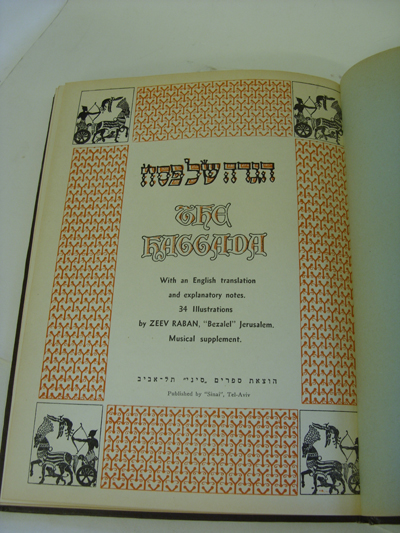 הגדה של פסח
THE
HAGGADA
With an English translation
and explanatory notes.
34 Illustrations
by ZEEV RABAN, "Bezalel" Jerusalem.
Musical supplement.
הוצאת ספרים „סיני" תל־אביב
Published by "Sinai", Tel-Aviv